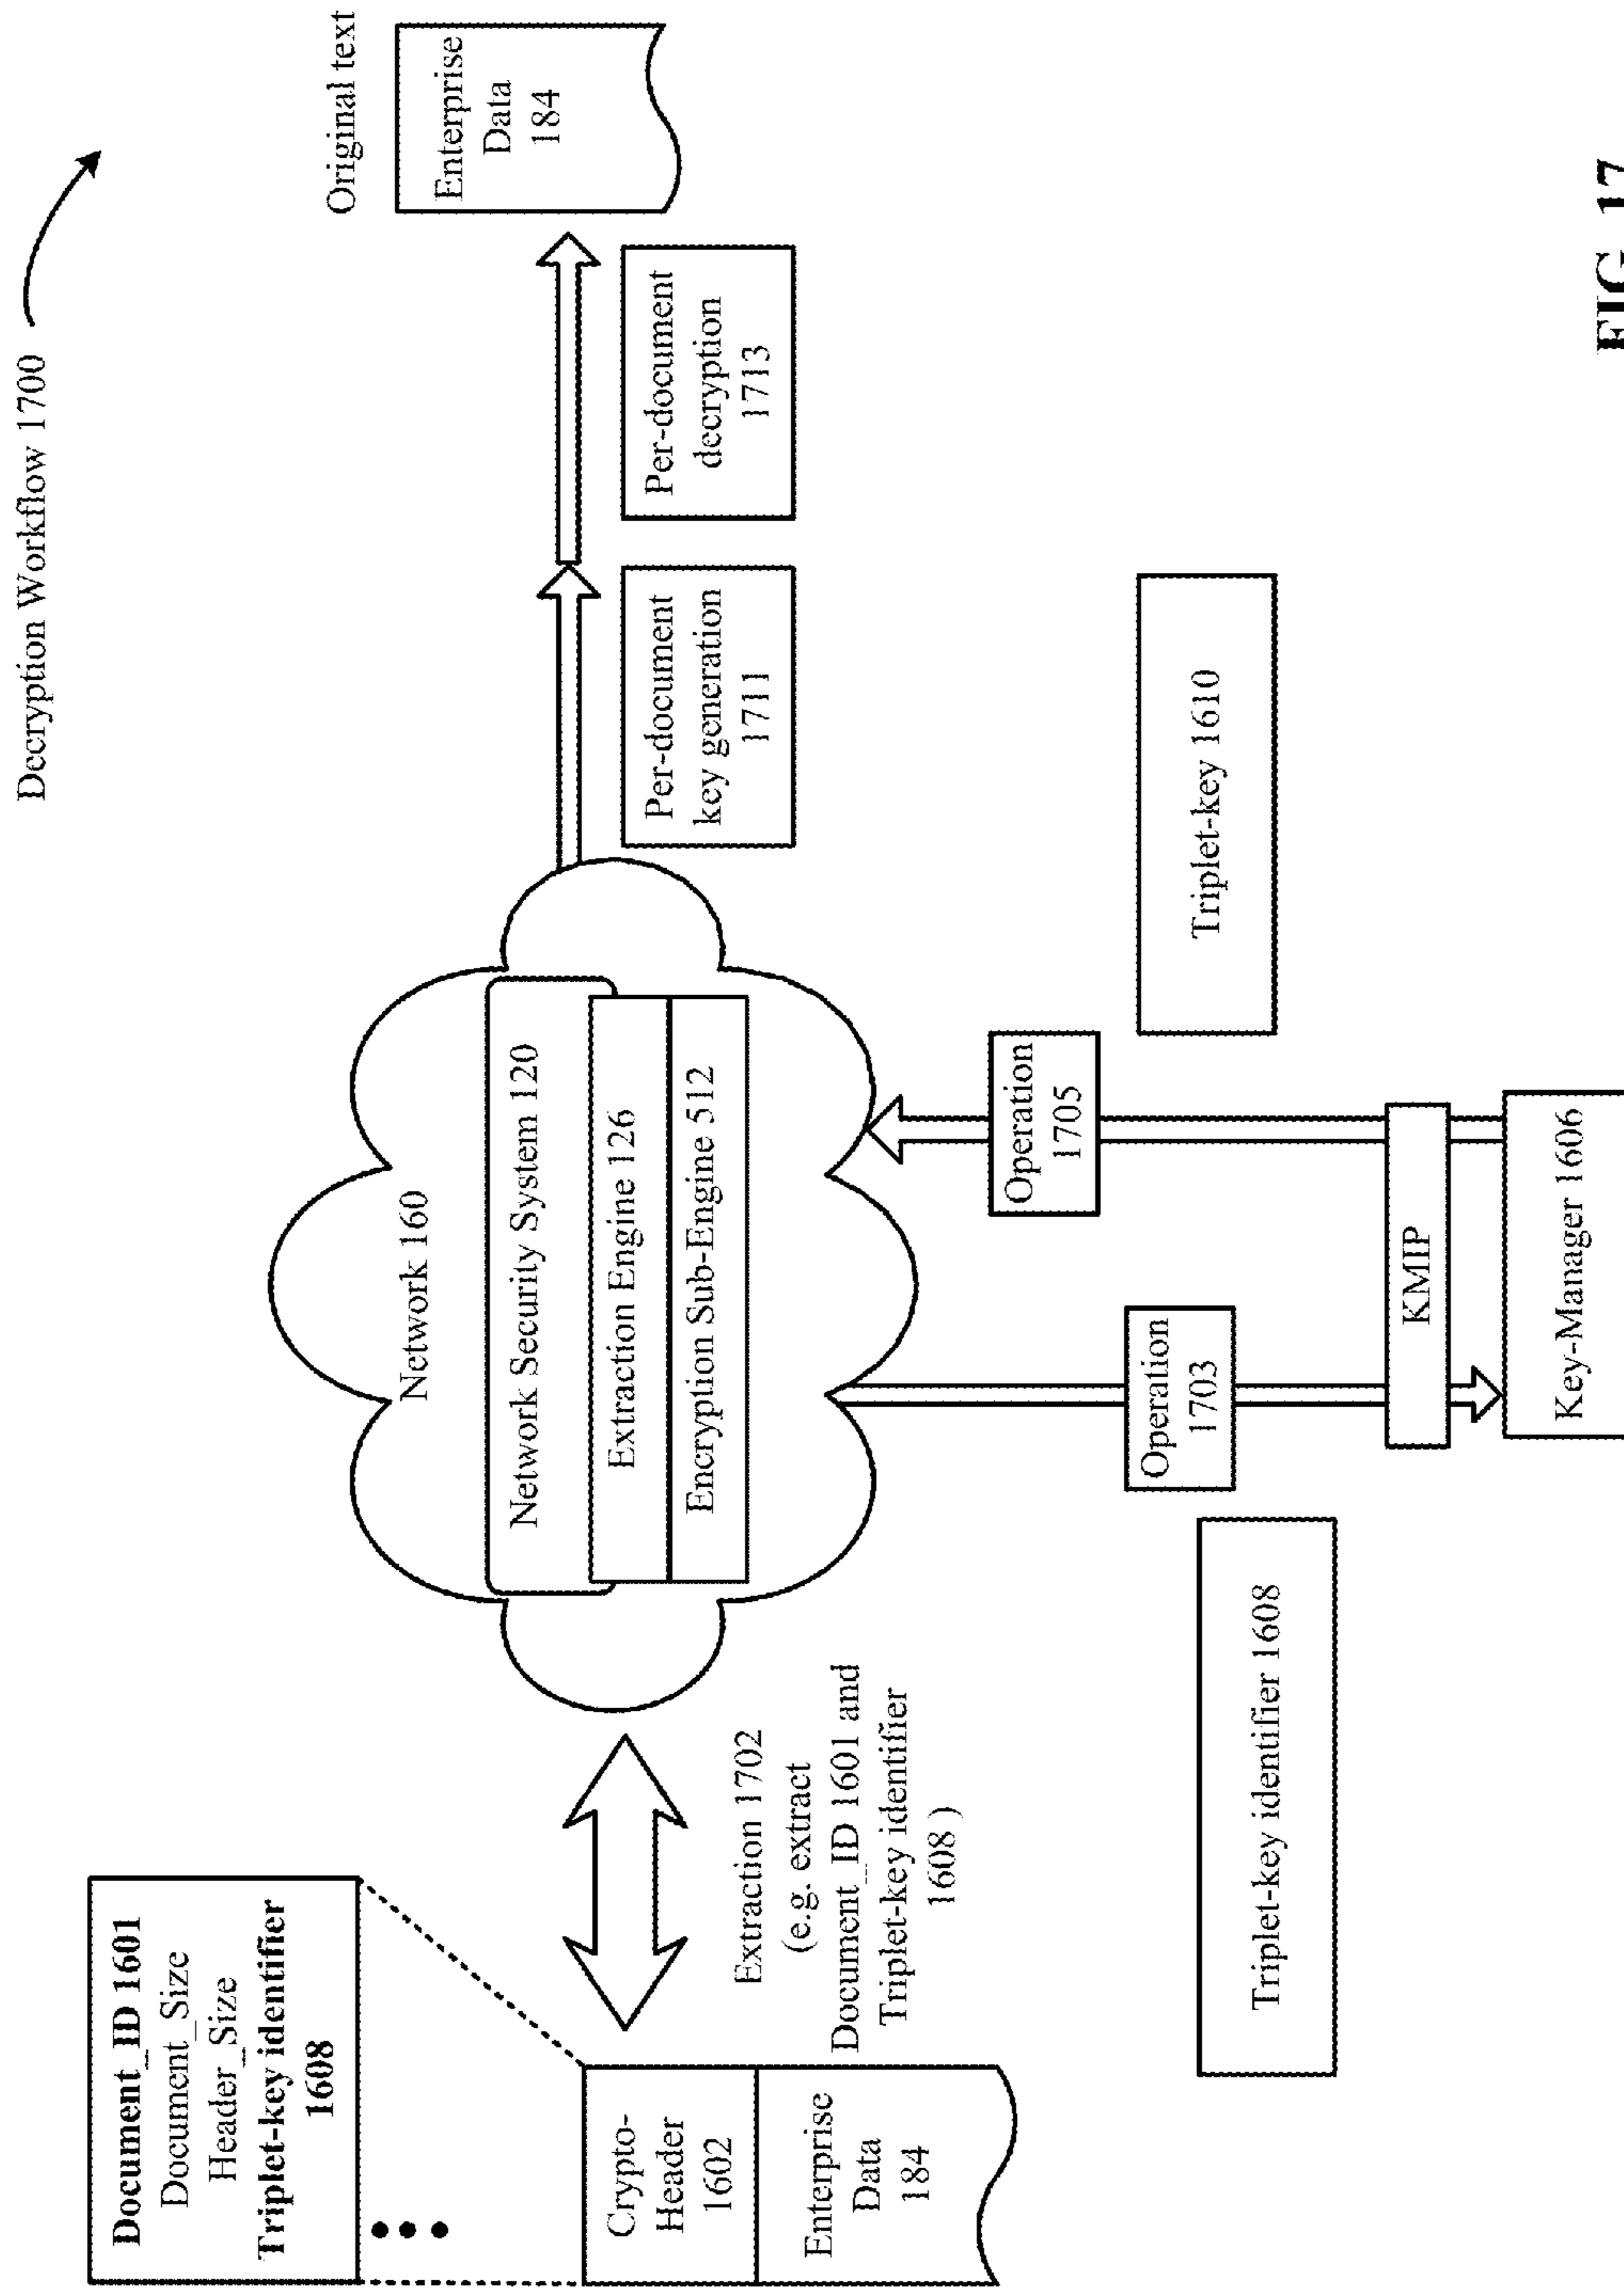 Decryption Workflow 1700
Document_ID 1601
Document_Size
Header_Size
Triplet-key identifier
1608
Crypto-
Header
1602
Enterprise
Data
184
Extraction 1702
(e.g. extract
Document_ID 1601 and
Triplet-key identifier
1608 )
Network 160
Network Security System 120
Extraction Engine 126
Encryption Sub-Engine 512
Per-document
key generation
1711
Per-document
decryption
1713
Original text
Enterprise
Data
184
Triplet-key identifier 1608
Operation
1703
Operation
1705
Triplet-key 1610
KMIP
Key-Manager 1606
FIG. 17